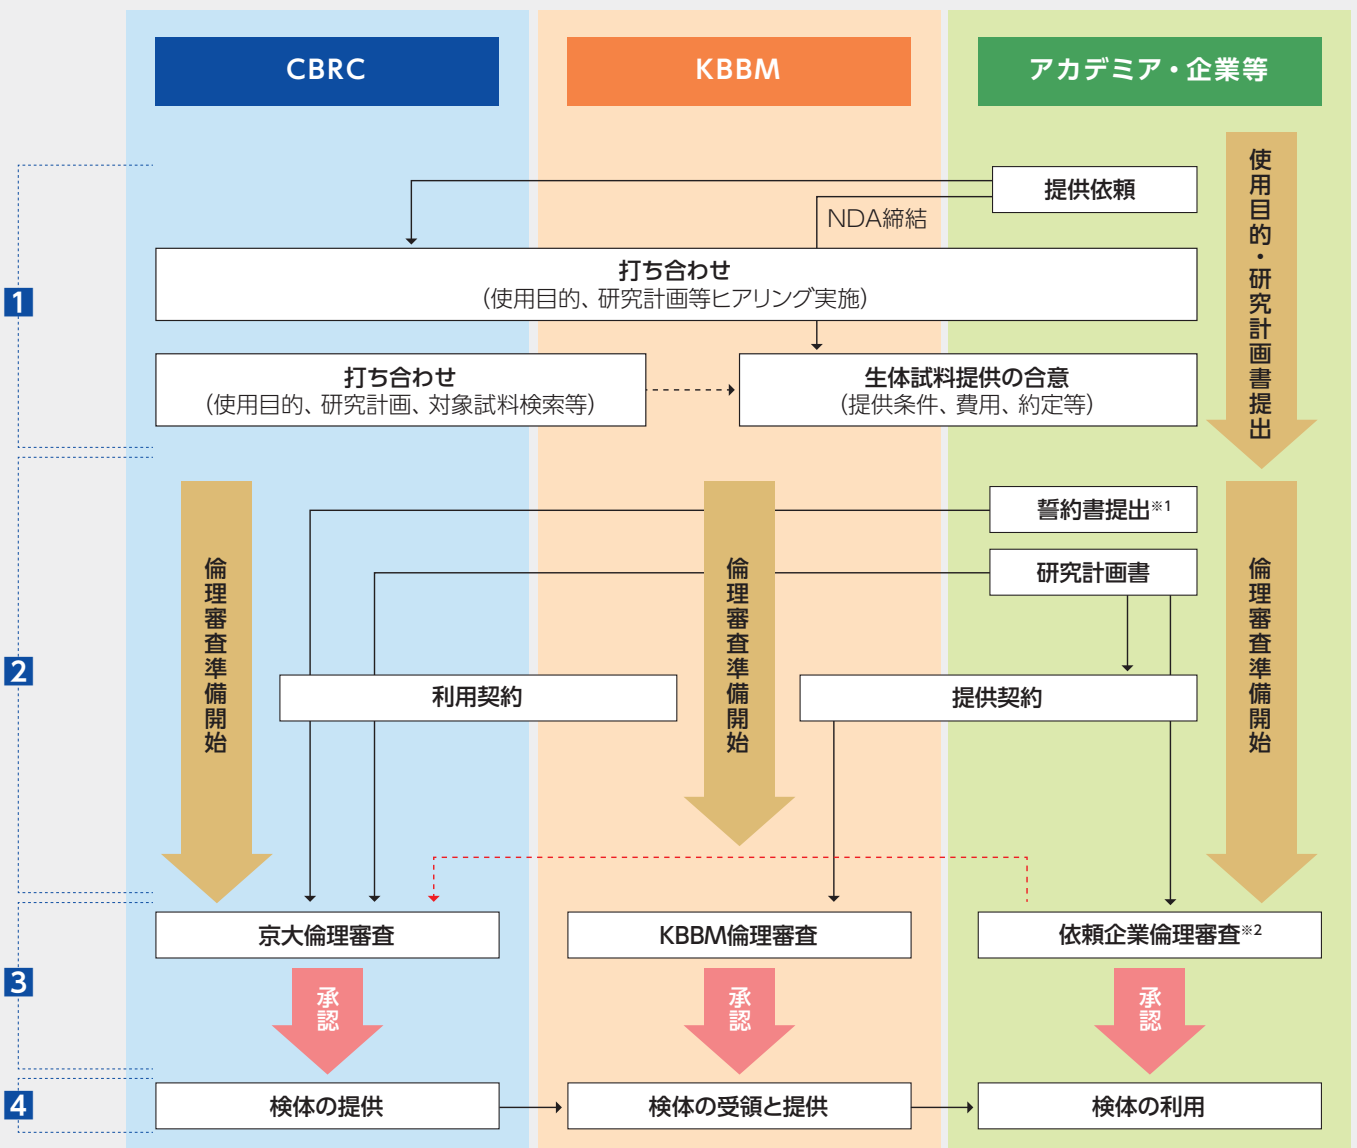 CBRC
KBBM
アカデミア・企業等
1
提供依頼
NDA締結
打ち合わせ
(使用目的、研究計画等ヒアリング実施)
打ち合わせ
(使用目的、研究計画、対象試料検索等)
生体試料提供の合意
(提供条件、費用、約定等)
使用目的・研究計画書提出
2
倫理審査準備開始
倫理審査準備開始
倫理審査準備開始
誓約書提出※1
研究計画書
利用契約
提供契約
3
京大倫理審査
KBBM倫理審査
依頼企業倫理審査※2
承認
承認
承認
4
検体の提供
検体の受領と提供
検体の利用